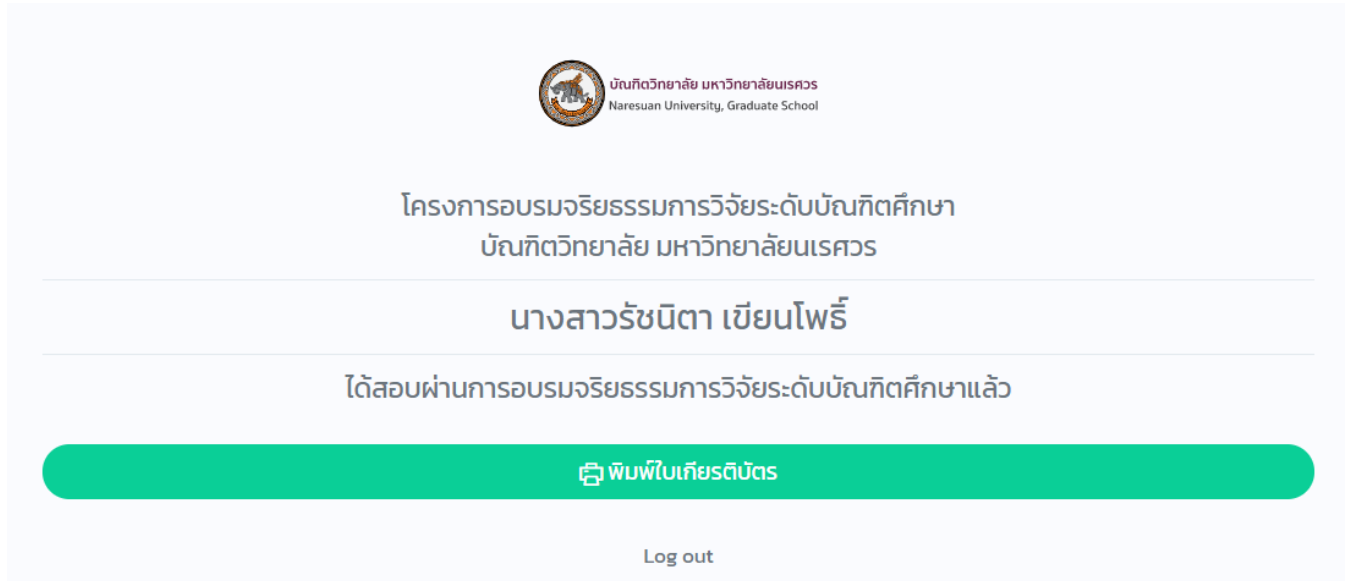 บัณฑิตวิทยาลัย มหาวิทยาลัยนเรศวร
Naresuan University, Graduate School
โครงการอบรมจริยธรรมการวิจัยระดับบัณฑิตศึกษา
บัณฑิตวิทยาลัย มหาวิทยาลัยนเรศวร
นางสาวรัชนิตา เขียนโพธิ์
ได้สอบผ่านการอบรมจริยธรรมการวิจัยระดับบัณฑิตศึกษาแล้ว
พิมพ์ใบเกียรติบัตร
Log out